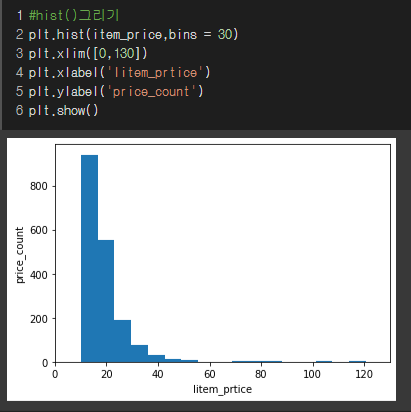 1 #hist()그리기
2 plt.hist(item_price,bins = 30)
3 plt.xlim([0,130])
4 plt.xlabel('litem_prtice')
5 plt.ylabel('price_count')
6 plt.show()
800
600
400
200
0
price_count
0 20 40 60 80 100 120
litem_prtice